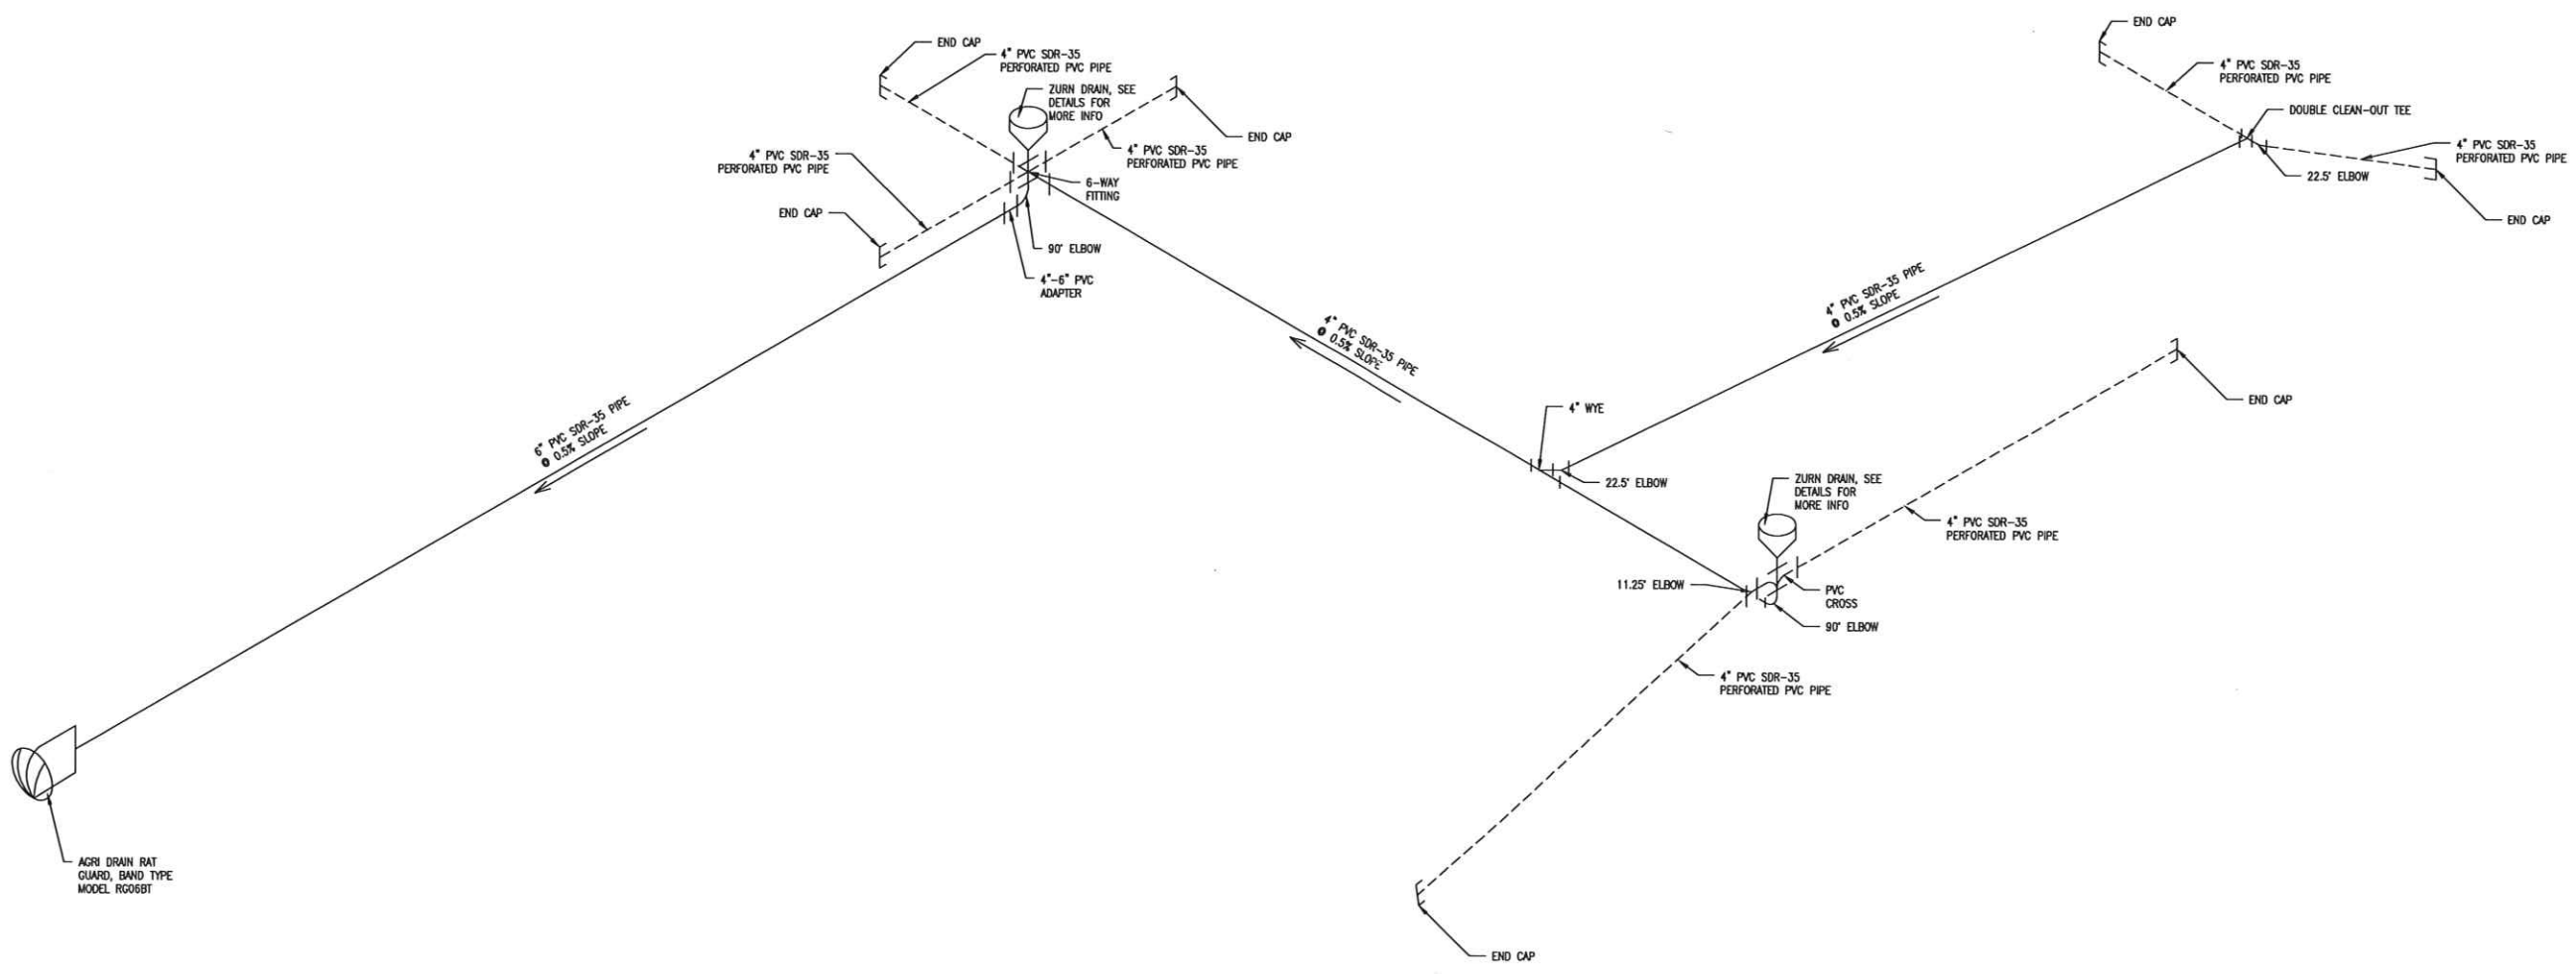 END CAP
4" PVC SDR-35
PERFORATED PVC PIPE
ZURN DRAIN, SEE
DETAILS FOR
MORE INFO
END CAP
4" PVC SDR-35
PERFORATED PVC PIPE
4" PVC SDR-35
PERFORATED PVC PIPE
6-WAY
FITTING
END CAP
90° ELBOW
4"-6" PVC
ADAPTER
END CAP
4" PVC SDR-35
PERFORATED PVC PIPE
DOUBLE CLEAN-OUT TEE
4" PVC SDR-35
PERFORATED PVC PIPE
22.5° ELBOW
END CAP
4" PVC SDR-35 PIPE
@ 0.5% SLOPE
4" PVC SDR-35 PIPE
@ 0.5% SLOPE
6" PVC SDR-35 PIPE
@ 0.5% SLOPE
END CAP
4" WYE
22.5° ELBOW
ZURN DRAIN, SEE
DETAILS FOR
MORE INFO
4" PVC SDR-35
PERFORATED PVC PIPE
11.25° ELBOW
PVC
CROSS
90° ELBOW
4" PVC SDR-35
PERFORATED PVC PIPE
AGRI DRAIN RAT
GUARD, BAND TYPE
MODEL RG06BT
END CAP